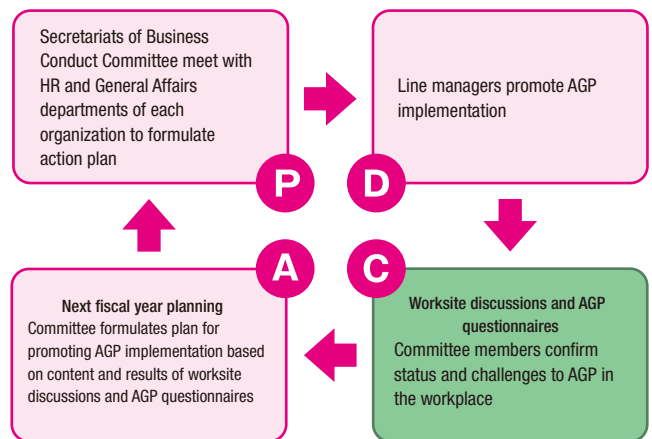 Secretariats of Business
Conduct Committee meet with
HR and General Affairs
departments of each
organization to formulate
action plan
P
Line managers promote AGP
implementation
D
A
Next fiscal year planning
Committee formulates plan for
promoting AGP implementation based
on content and results of worksite
discussions and AGP questionnaires
C
Worksite discussions and AGP
questionnaires
Committee members confirm
status and challenges to AGP in
the workplace